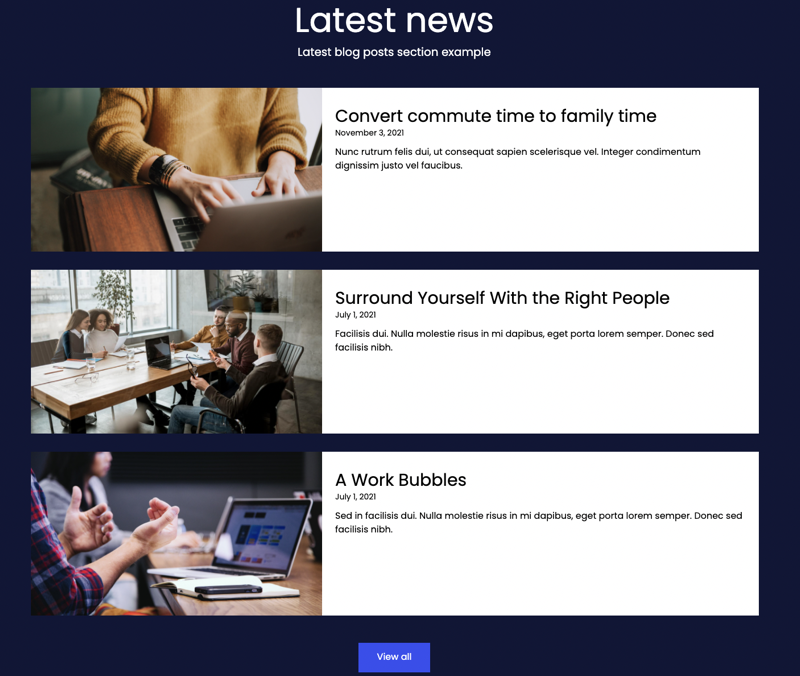 Latest news
Latest blog posts section example
Convert commute time to family time
November 3, 2021
Nunc rutrum felis dui, ut consequat sapien scelerisque vel. Integer condimentum
dignissim justo vel faucibus.
Surround Yourself With the Right People
July 1, 2021
Facilisis dui. Nulla molestie risus in mi dapibus, eget porta lorem semper. Donec sed
facilisis nibh.
A Work Bubbles
July 1, 2021
Sed in facilisis dui. Nulla molestie risus in mi dapibus, eget porta lorem semper. Donec sed
facilisis nibh.
View all